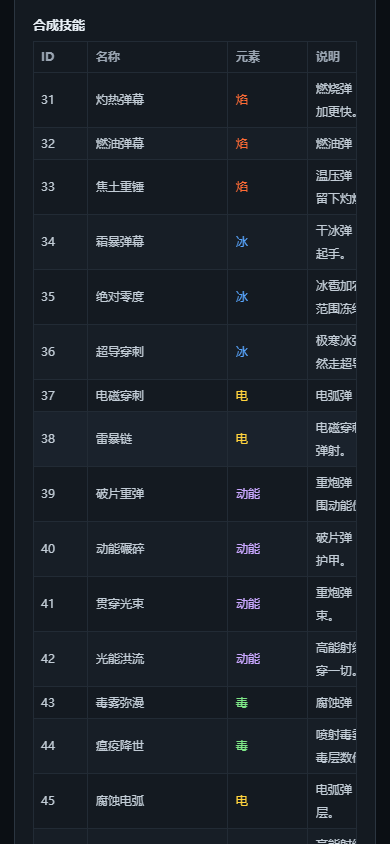 合成技能
ID 名称 元素 说明
31 灼热弹幕 焰 燃烧弹
加更快。
32 燃油弹幕 焰 燃油弹
33 焦土重锤 焰 温压弹
留下灼
34 霜暴弹幕 冰 干冰弹
起手。
35 绝对零度 冰 冰雹加
范围冻
36 超导穿刺 冰 极寒冰
然走超
37 电磁穿刺 电 电弧弹
38 雷暴链 电 电磁穿
弹射。
39 破片重弹 动能 重炮弹
围动能
40 动能碾碎 动能 破片弹
护甲。
41 贯穿光束 动能 重炮弹
束。
42 光能洪流 动能 高能射
穿一切。
43 毒雾弥漫 毒 腐蚀弹
44 瘟疫降世 毒 喷射毒
毒层数
45 腐蚀电弧 电 电弧弹
层。
高能射